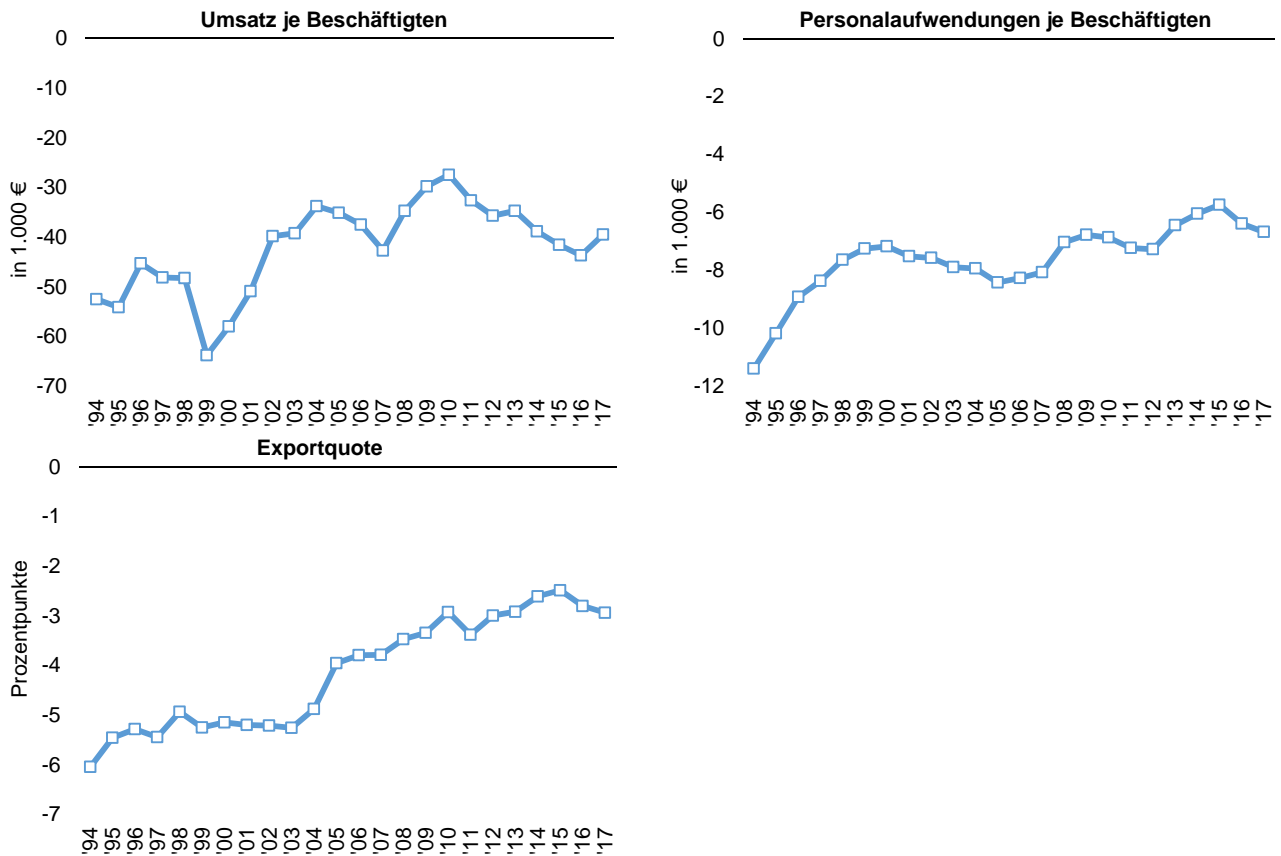 Umsatz je Beschäftigten
0
-10
-20
-30
-40
-50
-60
-70
in 1.000 €
'94 '95 '96 '97 '98 '99 '00 '01 '02 '03 '04 '05 '06 '07 '08 '09 '10 '11 '12 '13 '14 '15 '16 '17
Personalaufwendungen je Beschäftigten
0
-2
-4
-6
-8
-10
-12
in 1.000 €
'94 '95 '96 '97 '98 '99 '00 '01 '02 '03 '04 '05 '06 '07 '08 '09 '10 '11 '12 '13 '14 '15 '16 '17
Exportquote
0
-1
-2
-3
-4
-5
-6
-7
Prozentpunkte
'94 '95 '96 '97 '98 '99 '00 '01 '02 '03 '04 '05 '06 '07 '08 '09 '10 '11 '12 '13 '14 '15 '16 '17